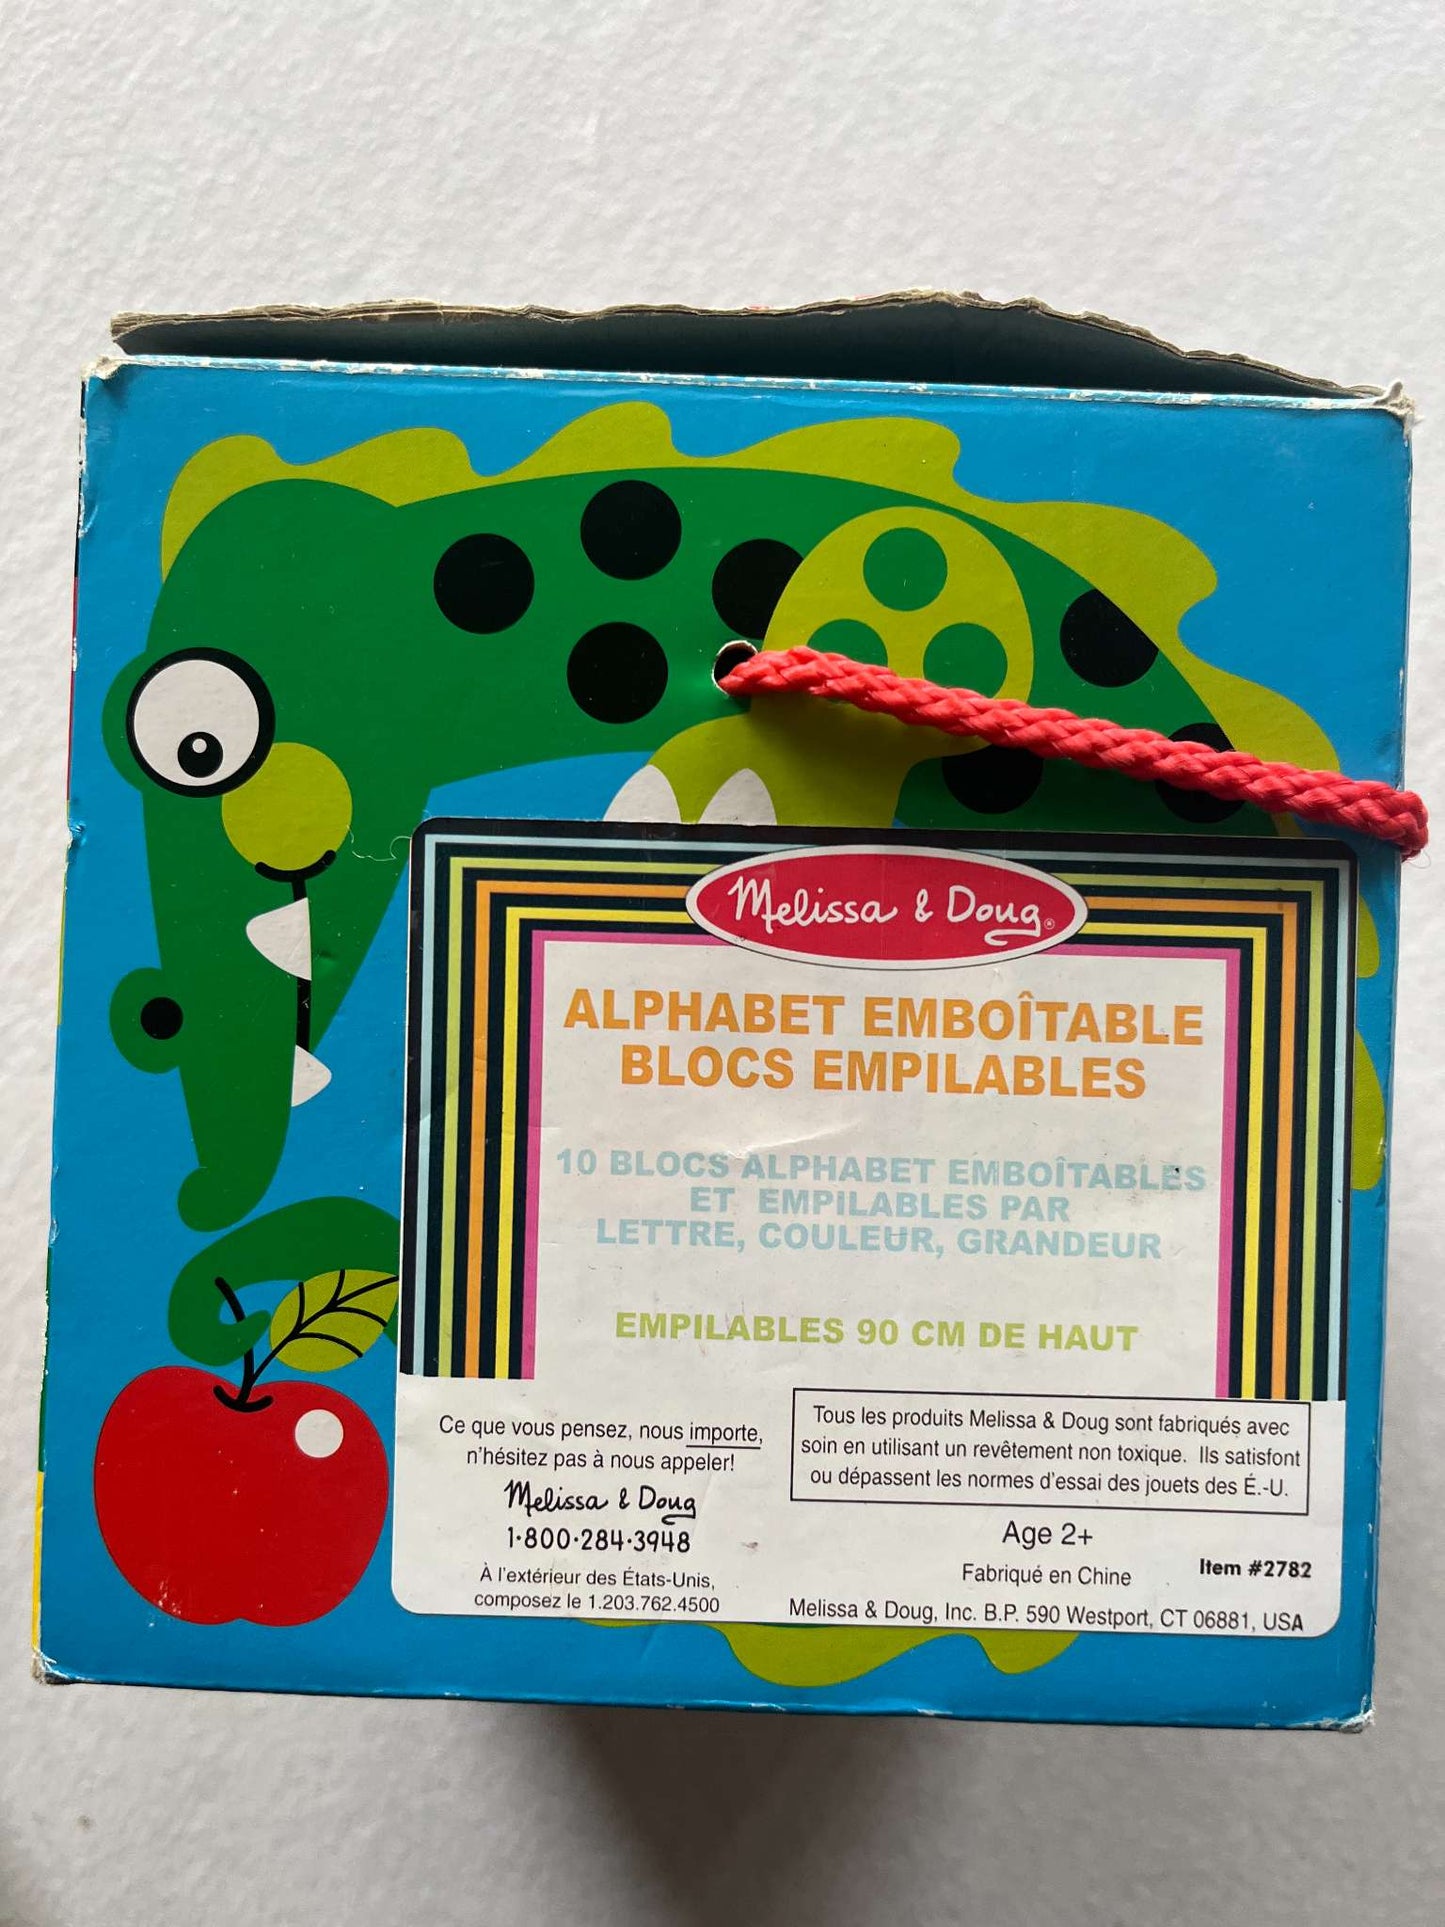 Melissa & Doug®
ALPHABET EMBOÎTABLE
BLOCS EMPILABLES
10 BLOCS ALPHABET EMBOÎTABLES
ET EMPILABLES PAR
LETTRE, COULEUR, GRANDEUR
EMPILABLES 90 CM DE HAUT
Ce que vous pensez, nous importe,
n'hésitez pas à nous appeler!
Melissa & Doug
1·800·284·3948
À l'extérieur des États-Unis,
composez le 1.203.762.4500
Tous les produits Melissa & Doug sont fabriqués avec
soin en utilisant un revêtement non toxique. Ils satisfont
ou dépassent les normes d'essai des jouets des É.-U.
Age 2+
Fabriqué en Chine
Item #2782
Melissa & Doug, Inc. B.P. 590 Westport, CT 06881, USA